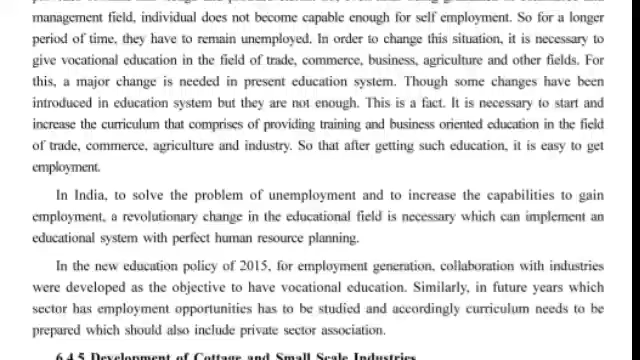 management field, individual does not become capable enough for self employment. So for a longer
period of time, they have to remain unemployed. In order to change this situation, it is necessary to
give vocational education in the field of trade, commerce, business, agriculture and other fields. For
this, a major change is needed in present education system. Though some changes have been
introduced in education system but they are not enough. This is a fact. It is necessary to start and
increase the curriculum that comprises of providing training and business oriented education in the field
of trade, commerce, agriculture and industry. So that after getting such education, it is easy to get
employment.
In India, to solve the problem of unemployment and to increase the capabilities to gain
employment, a revolutionary change in the educational field is necessary which can implement an
educational system with perfect human resource planning.
In the new education policy of 2015, for employment generation, collaboration with industries
were developed as the objective to have vocational education. Similarly, in future years which
sector has employment opportunities has to be studied and accordingly curriculum needs to be
prepared which should also include private sector association.
6.4.5 Development of Cottage and Small Scale Industries